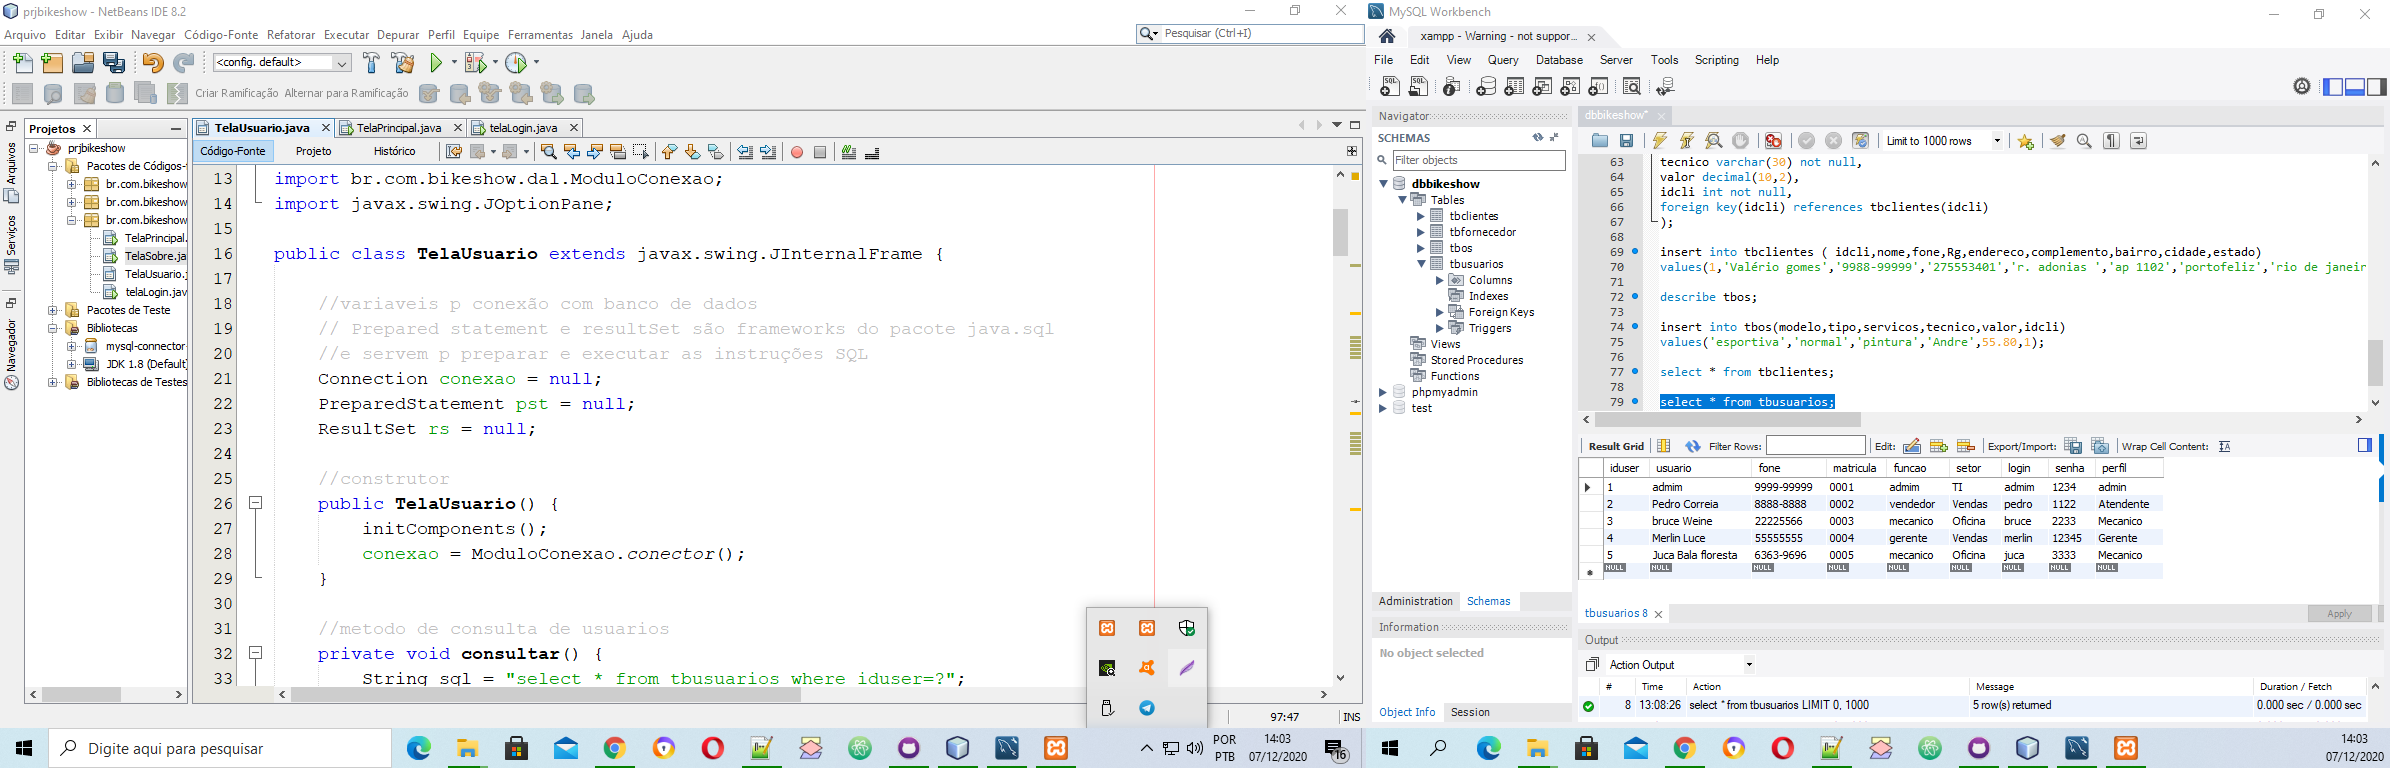 prjbikeshow - NetBeans IDE 8.2
Arquivo Editar Exibir Navegar Código-Fonte Refatorar Executar Depurar Perfil Equipe Ferramentas Janela Ajuda
Pesquisar (Ctrl+I)
<config. default>
Criar Ramificação Alternar para Ramificação
Arquivos
Serviços
Navegador
Projetos
prjbikeshow
Pacotes de Códigos-f
br.com.bikeshow
br.com.bikeshow
br.com.bikeshow
TelaPrincipal.
TelaSobre.ja
TelaUsuario.j
telaLogin.jav
Pacotes de Teste
Bibliotecas
mysql-connector-
JDK 1.8 (Default)
Bibliotecas de Testes
TelaUsuario.java TelaPrincipal.java telaLogin.java
Código-Fonte Projeto Histórico
13 import br.com.bikeshow.dal.ModuloConexao;
14 import javax.swing.JOptionPane;
15
16 public class TelaUsuario extends javax.swing.JInternalFrame {
17
18 //variaveis p conexão com banco de dados
19 // Prepared statement e resultSet são frameworks do pacote java.sql
20 //e servem p preparar e executar as instruções SQL
21 Connection conexao = null;
22 PreparedStatement pst = null;
23 ResultSet rs = null;
24
25 //construtor
26 public TelaUsuario() {
27 initComponents();
28 conexao = ModuloConexao.conector();
29 }
30
31 //metodo de consulta de usuarios
32 private void consultar() {
33 String sql = "select * from tbusuarios where iduser=?";
97:47 INS
Digite aqui para pesquisar
POR
PTB
14:03
07/12/2020
16
MySQL Workbench
xampp - Warning - not suppor...
File Edit View Query Database Server Tools Scripting Help
Navigator
SCHEMAS
Filter objects
dbbikeshow
Tables
tbclientes
tbfornecedor
tbos
tbusuarios
Columns
Indexes
Foreign Keys
Triggers
Views
Stored Procedures
Functions
phpmyadmin
test
Administration Schemas
Information
No object selected
Object Info Session
dbbikeshow*
Limit to 1000 rows
63 tecnico varchar(30) not null,
64 valor decimal(10,2),
65 idcli int not null,
66 foreign key(idcli) references tbclientes(idcli)
67 );
68
69 insert into tbclientes ( idcli,nome,fone,Rg,endereco,complemento,bairro,cidade,estado)
70 values(1,'Valério gomes','9988-99999','275553401','r. adonias ','ap 1102','portofeliz','rio de janeir
71
72 describe tbos;
73
74 insert into tbos(modelo,tipo,servicos,tecnico,valor,idcli)
75 values('esportiva','normal','pintura','Andre',55.80,1);
76
77 select * from tbclientes;
78
79 select * from tbusuarios;
Result Grid Filter Rows: Edit: Export/Import: Wrap Cell Content:
iduser usuario fone matricula funcao setor login senha perfil
1 admim 9999-99999 0001 admim TI admim 1234 admin
2 Pedro Correia 8888-8888 0002 vendedor Vendas pedro 1122 Atendente
3 bruce Weine 22225566 0003 mecanico Oficina bruce 2233 Mecanico
4 Merlin Luce 55555555 0004 gerente Vendas merlin 12345 Gerente
5 Juca Bala floresta 6363-9696 0005 mecanico Oficina juca 3333 Mecanico
NULL NULL NULL NULL NULL NULL NULL NULL NULL
tbusuarios 8
Apply
Output
Action Output
# Time Action Message Duration / Fetch
8 13:08:26 select * from tbusuarios LIMIT 0, 1000 5 row(s) returned 0.000 sec / 0.000 sec
14:03
07/12/2020